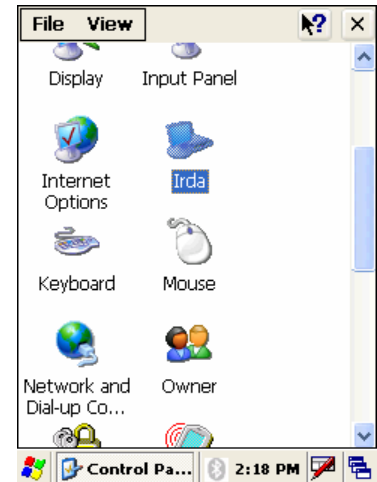 File View
Display Input Panel
Internet Irda
Options
Keyboard Mouse
Network and Owner
Dial-up Co...
Control Pa... 2:18 PM